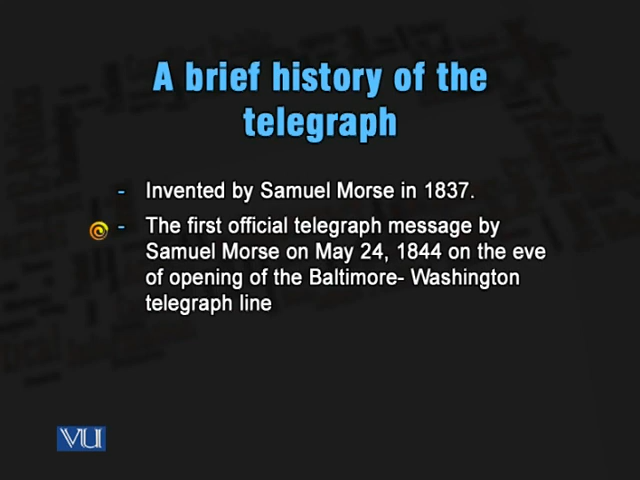 A brief history of the
telegraph
- Invented by Samuel Morse in 1837.
- The first official telegraph message by
Samuel Morse on May 24, 1844 on the eve
of opening of the Baltimore- Washington
telegraph line
VU